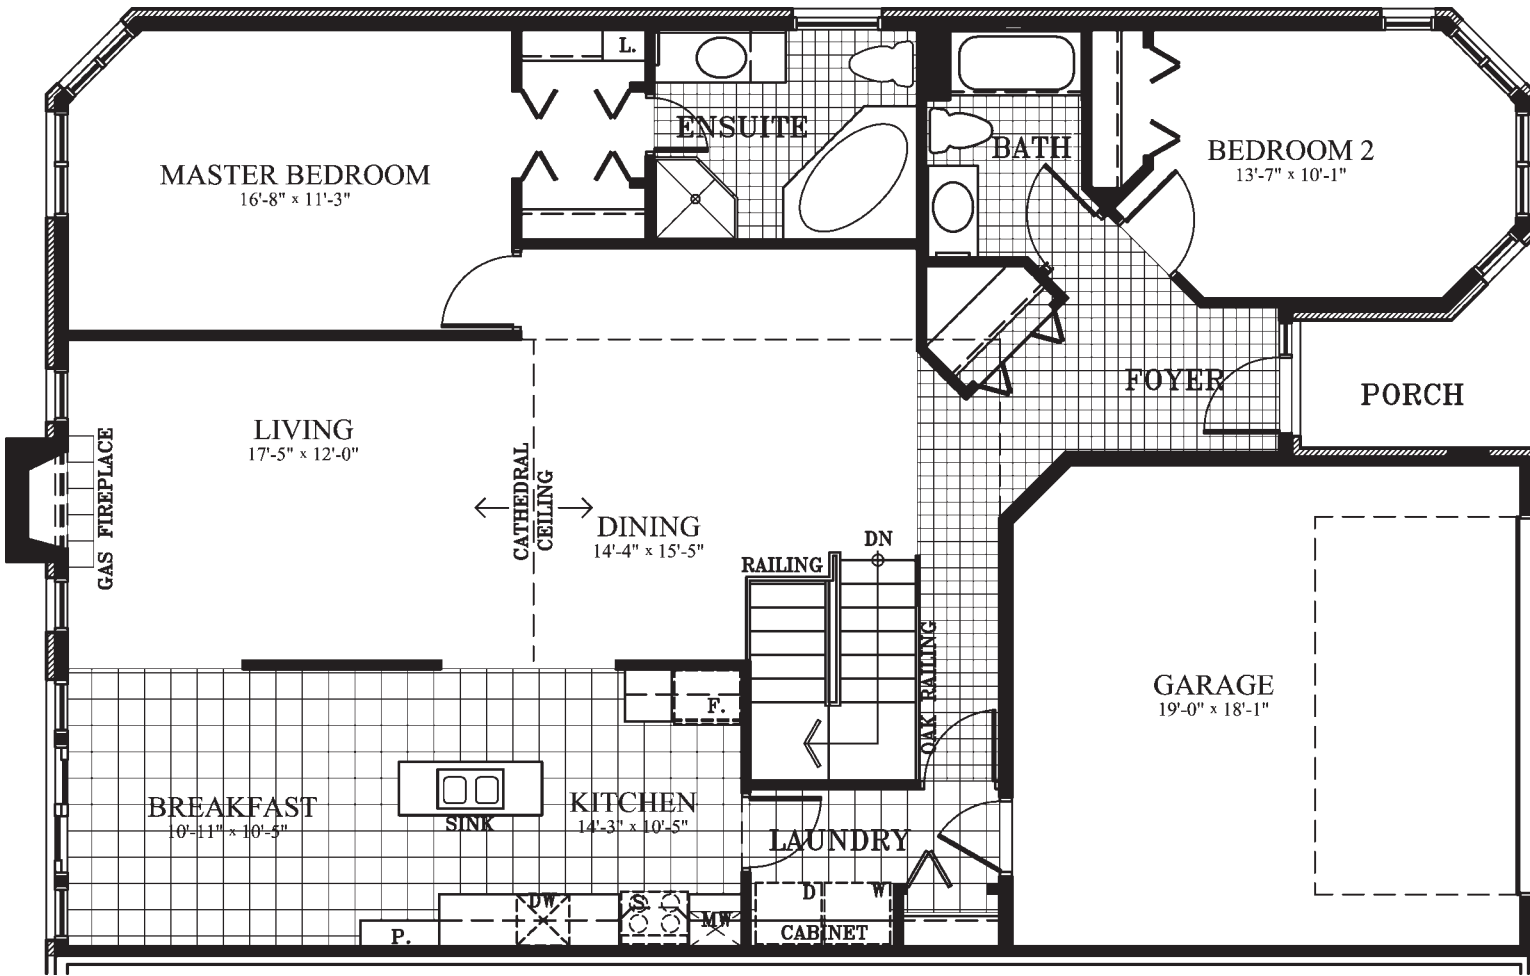 L.
ENSUITE
MASTER BEDROOM
16'-8" x 11'-3"
BATH
BEDROOM 2
13'-7" x 10'-1"
FOYER
PORCH
LIVING
17'-5" x 12'-0"
GAS FIREPLACE
CATHEDRAL
CEILING
DINING
14'-4" x 15'-5"
DN
RAILING
OAK RAILING
GARAGE
19'-0" x 18'-1"
F.
BREAKFAST
10'-11" x 10'-5"
SINK
KITCHEN
14'-3" x 10'-5"
LAUNDRY
P.
DW
S
MW
D
W
CABINET